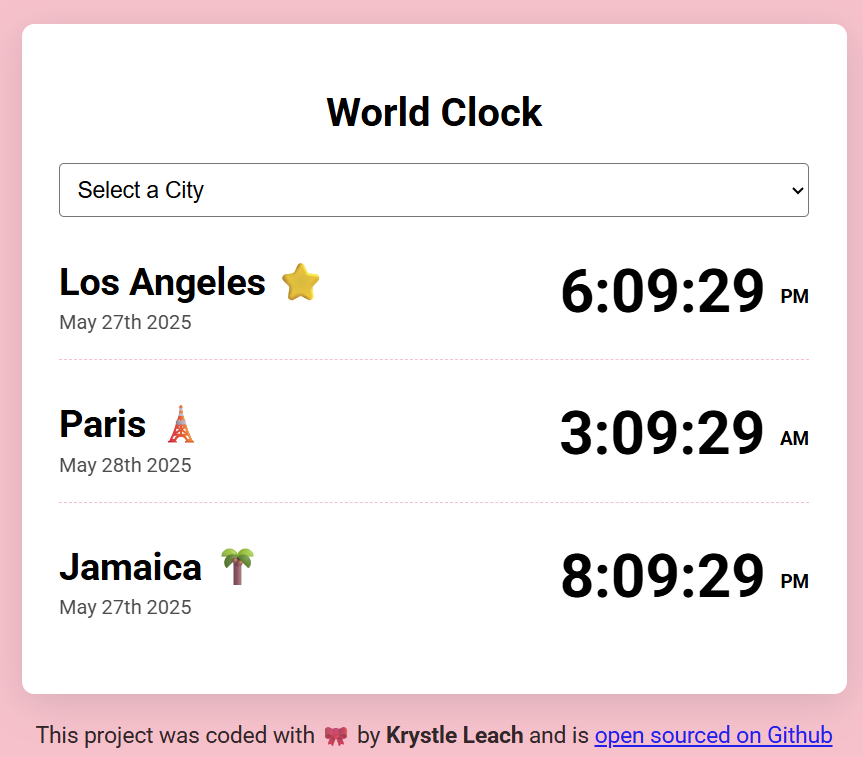 World Clock
Select a City
Los Angeles ⭐
6:09:29 PM
May 27th 2025
Paris 🗼
3:09:29 AM
May 28th 2025
Jamaica 🌴
8:09:29 PM
May 27th 2025
This project was coded with 🎀 by Krystle Leach and is open sourced on Github